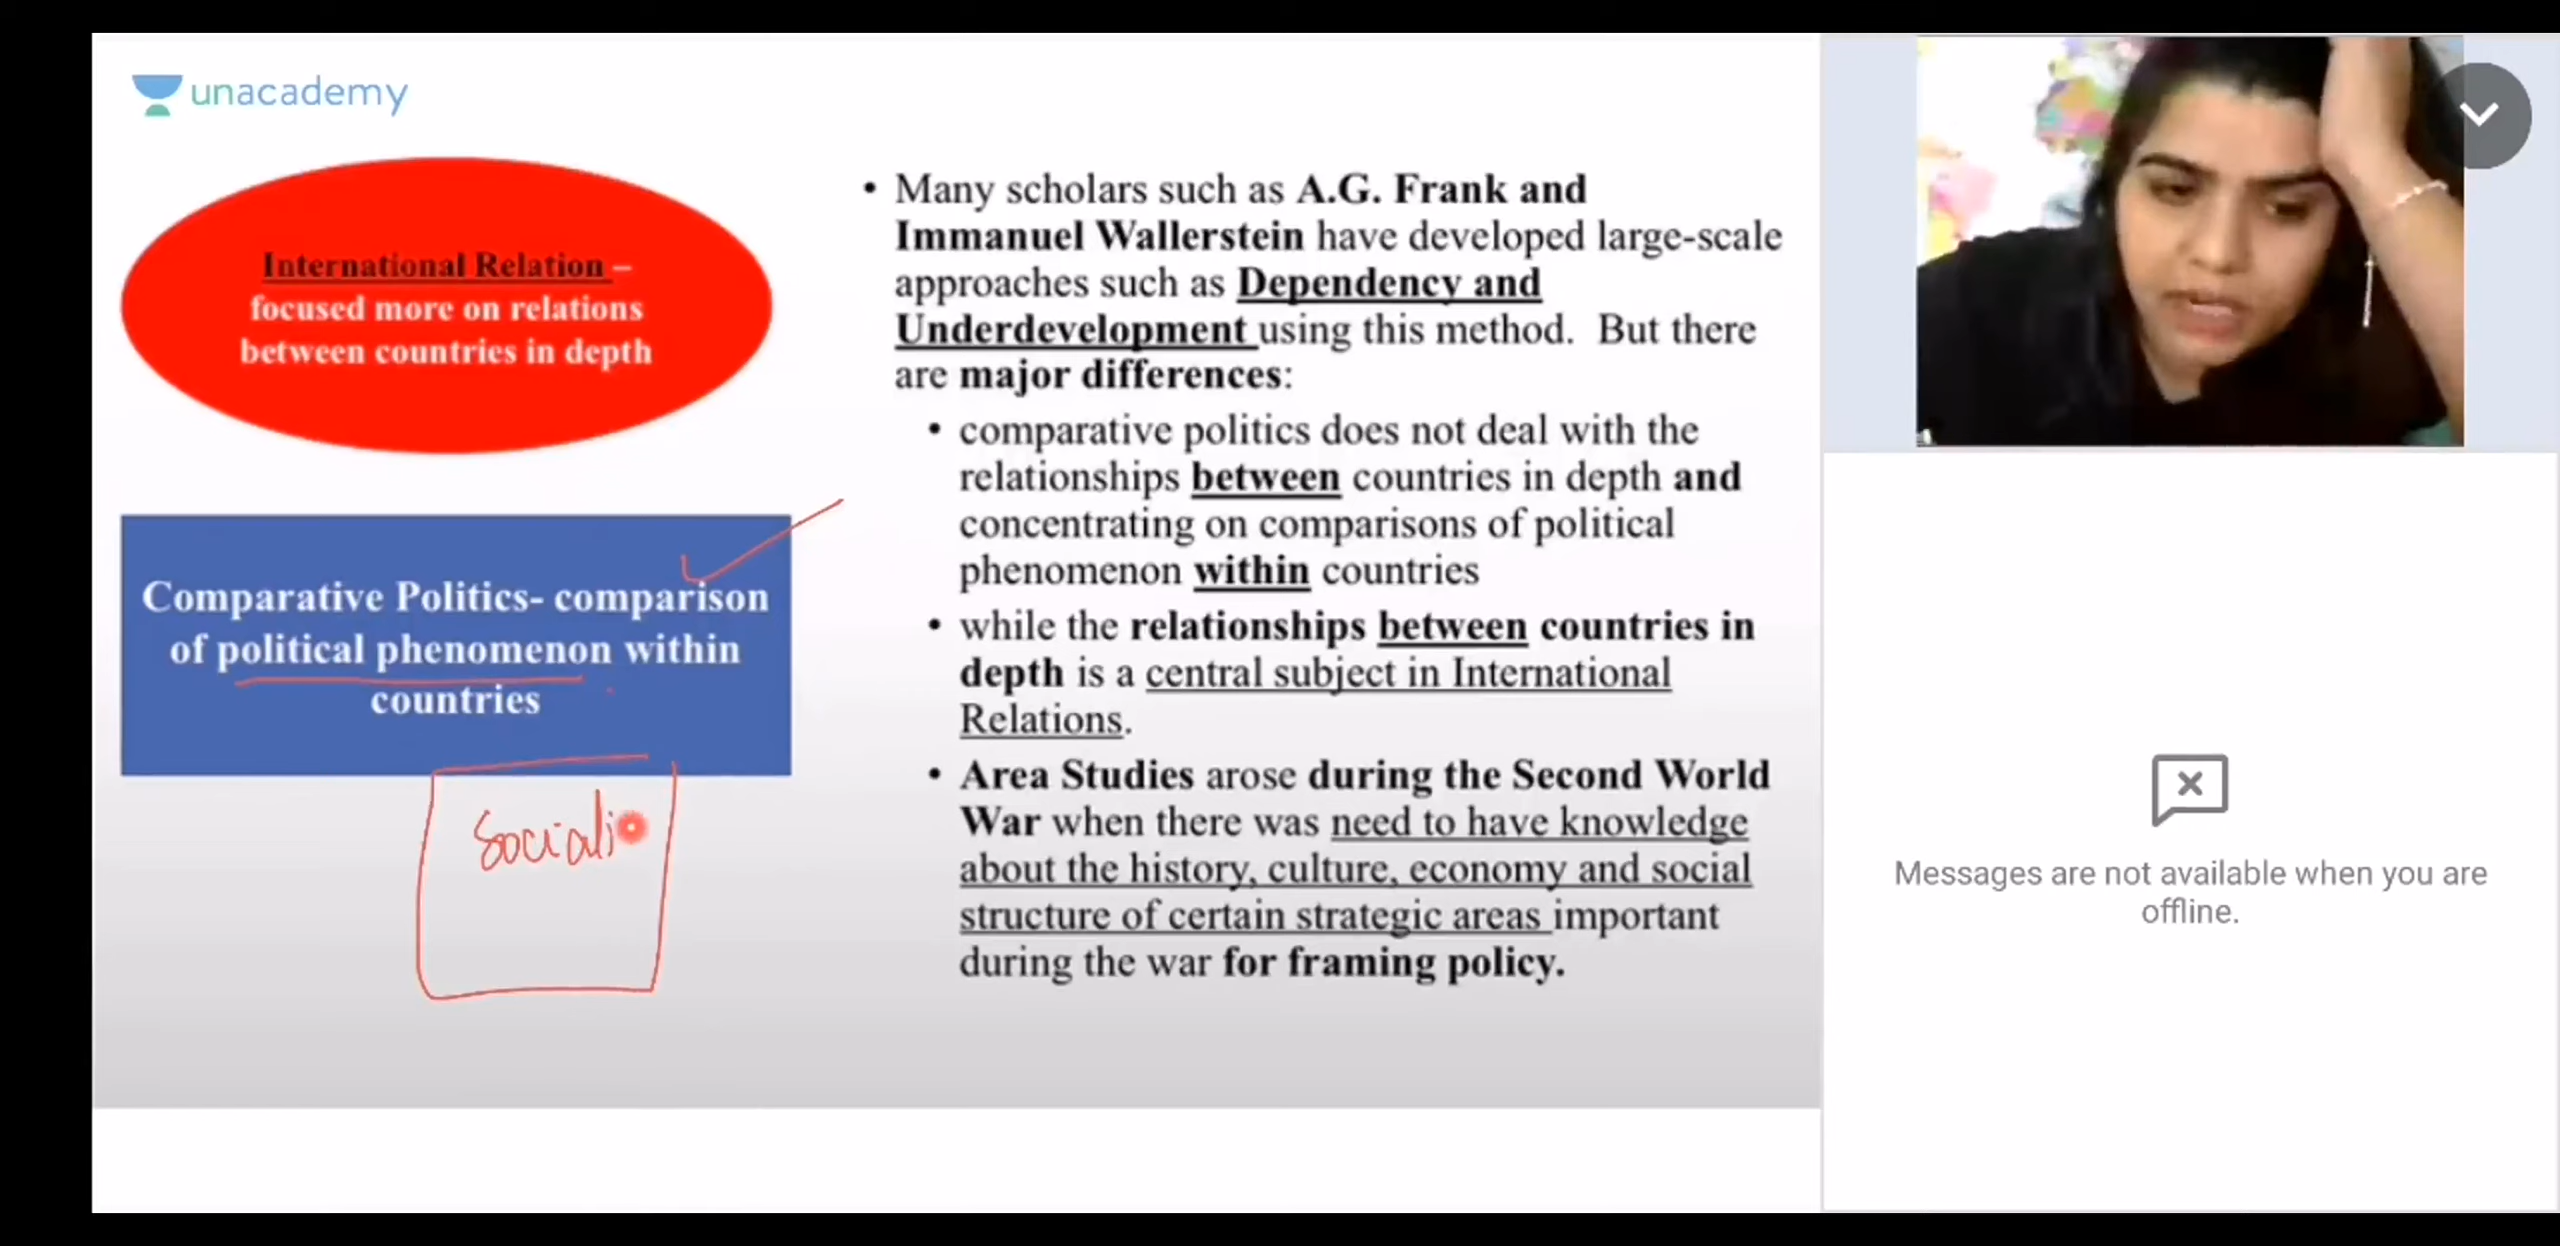 unacademy
International Relation –
focused more on relations
between countries in depth
Comparative Politics- comparison
of political phenomenon within
countries
Sociali
• Many scholars such as A.G. Frank and
Immanuel Wallerstein have developed large-scale
approaches such as Dependency and
Underdevelopment using this method. But there
are major differences:
• comparative politics does not deal with the
relationships between countries in depth and
concentrating on comparisons of political
phenomenon within countries
• while the relationships between countries in
depth is a central subject in International
Relations.
• Area Studies arose during the Second World
War when there was need to have knowledge
about the history, culture, economy and social
structure of certain strategic areas important
during the war for framing policy.
Messages are not available when you are
offline.